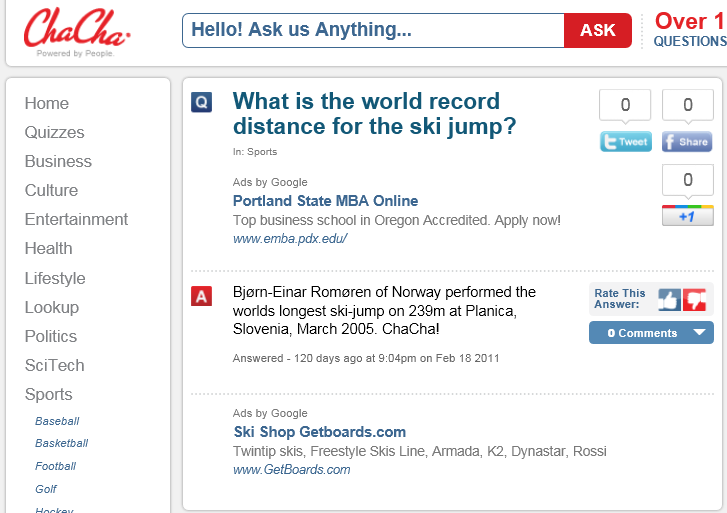 ChaCha
Powered by People
Hello! Ask us Anything...
ASK
Over 1
QUESTIONS
Home
Quizzes
Business
Culture
Entertainment
Health
Lifestyle
Lookup
Politics
SciTech
Sports
Baseball
Basketball
Football
Golf
Hockey
Q
What is the world record
distance for the ski jump?
In: Sports
0
0
Tweet
f Share
0
+1
Ads by Google
Portland State MBA Online
Top business school in Oregon Accredited. Apply now!
www.emba.pdx.edu/
A
Bjørn-Einar Romøren of Norway performed the
worlds longest ski-jump on 239m at Planica,
Slovenia, March 2005. ChaCha!
Answered - 120 days ago at 9:04pm on Feb 18 2011
Rate This
Answer:
0 Comments
Ads by Google
Ski Shop Getboards.com
Twintip skis, Freestyle Skis Line, Armada, K2, Dynastar, Rossi
www.GetBoards.com